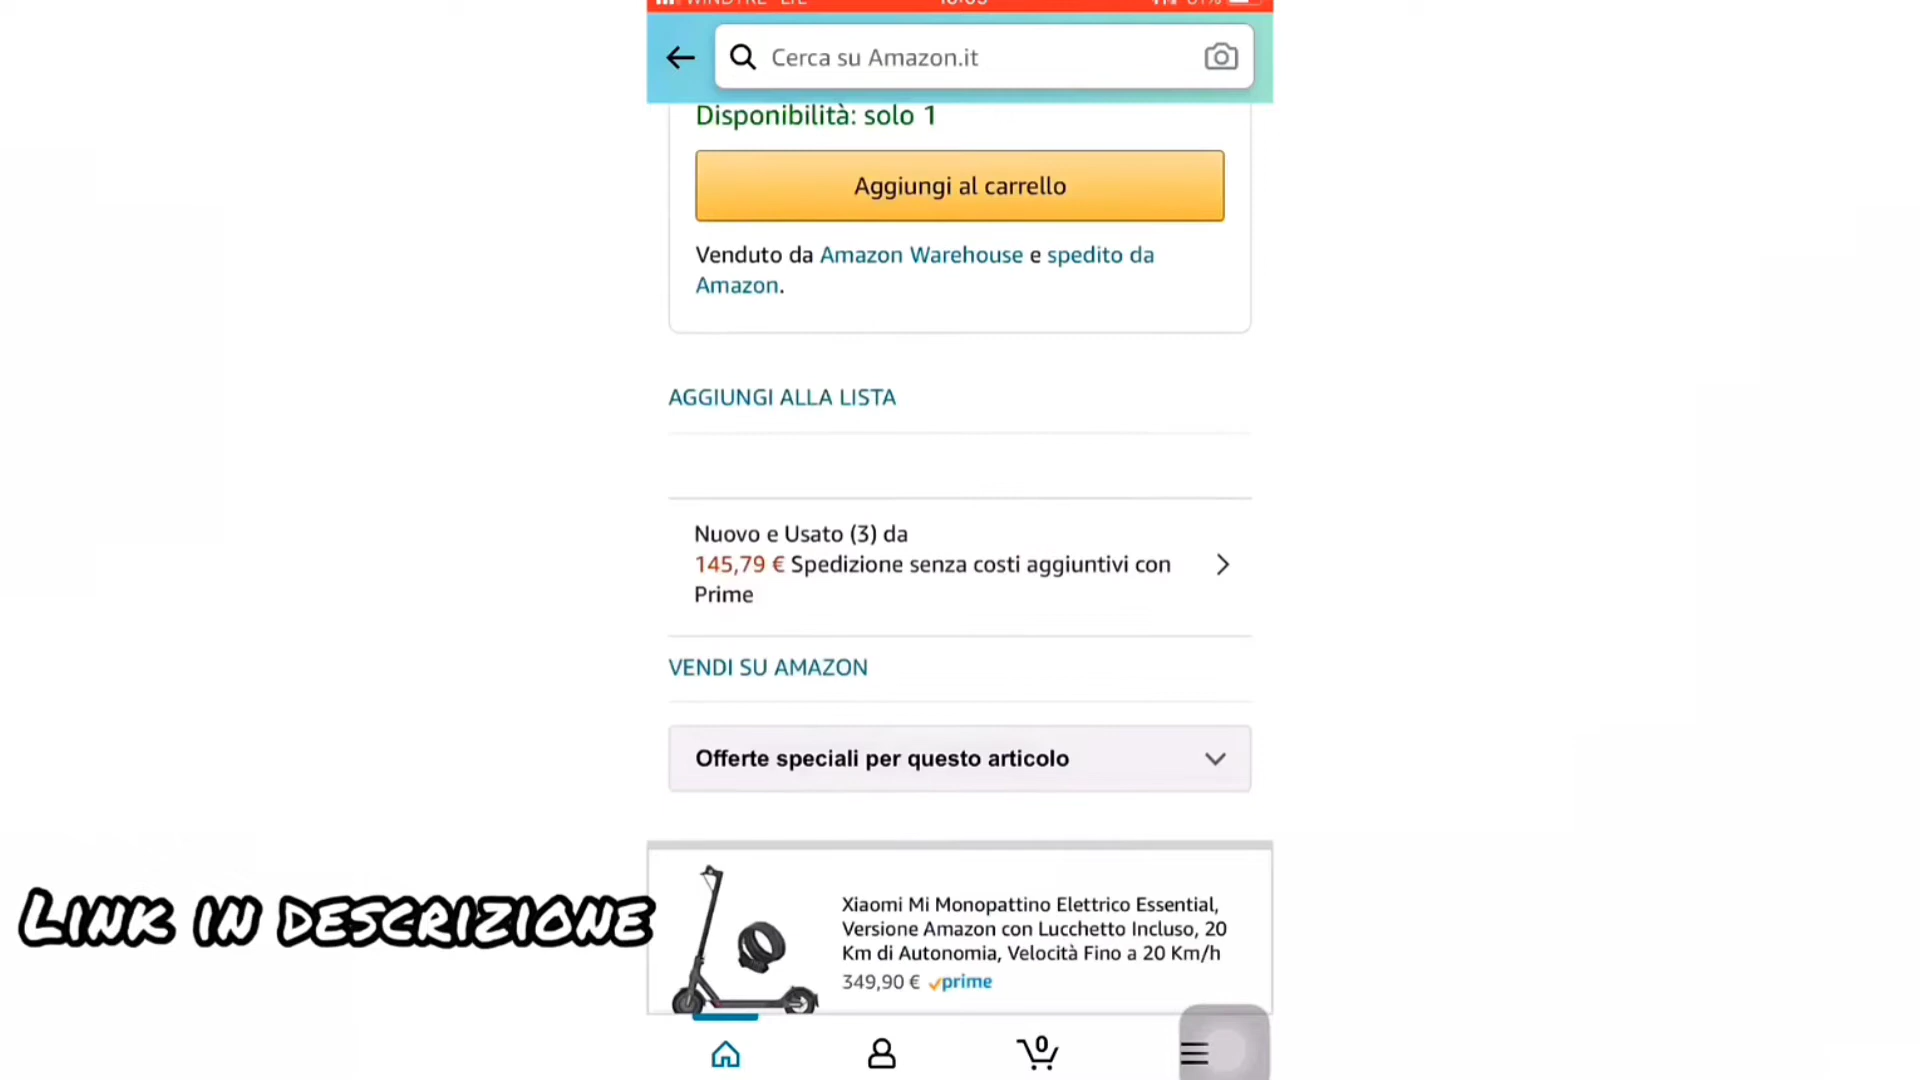 Cerca su Amazon.it
Disponibilità: solo 1
Aggiungi al carrello
Venduto da Amazon Warehouse e spedito da
Amazon.
AGGIUNGI ALLA LISTA
Nuovo e Usato (3) da
145,79 € Spedizione senza costi aggiuntivi con
Prime
VENDI SU AMAZON
Offerte speciali per questo articolo
Xiaomi Mi Monopattino Elettrico Essential,
Versione Amazon con Lucchetto Incluso, 20
Km di Autonomia, Velocità Fino a 20 Km/h
349,90 € prime
LINK IN DESCRIZIONE
0